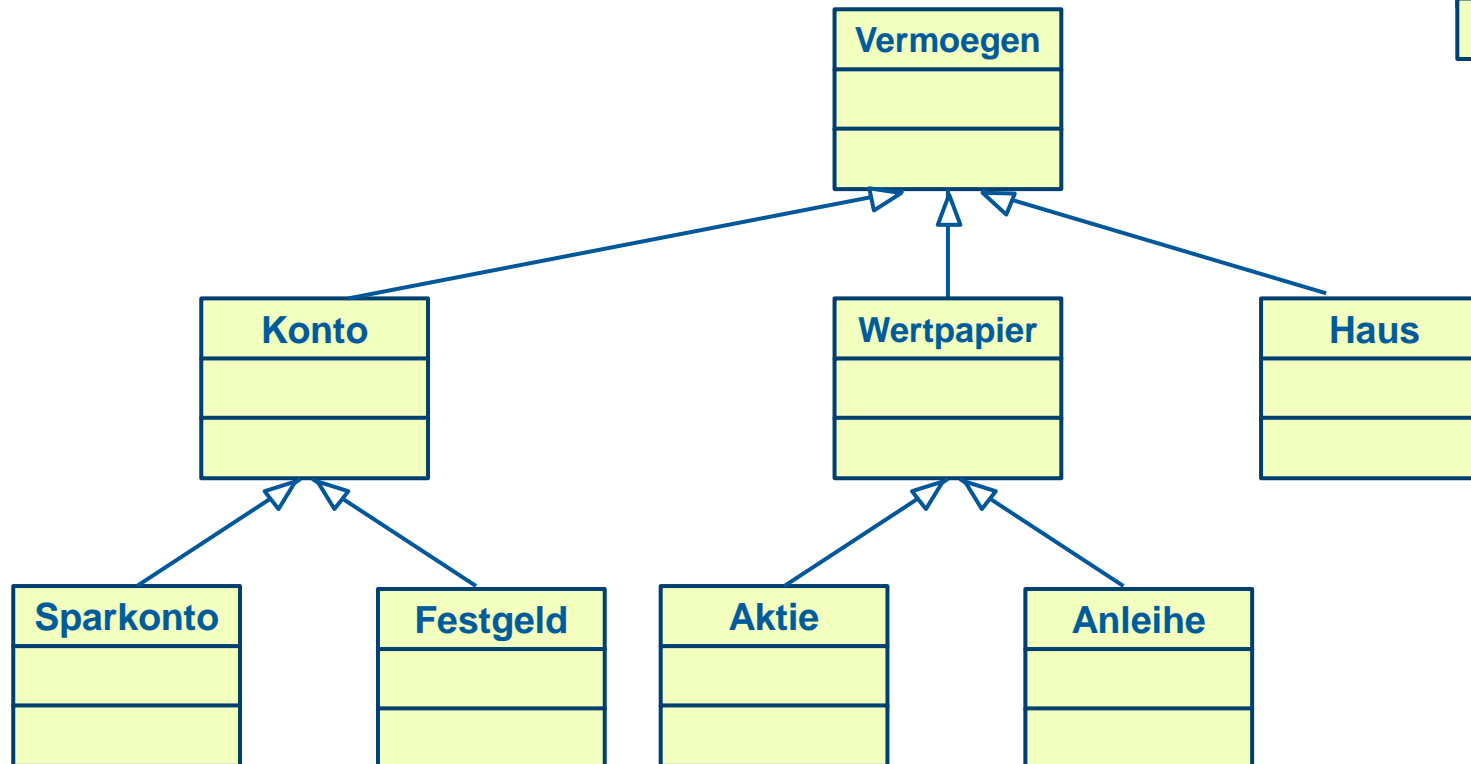 Vermoegen
Konto
Wertpapier
Haus
Sparkonto
Festgeld
Aktie
Anleihe